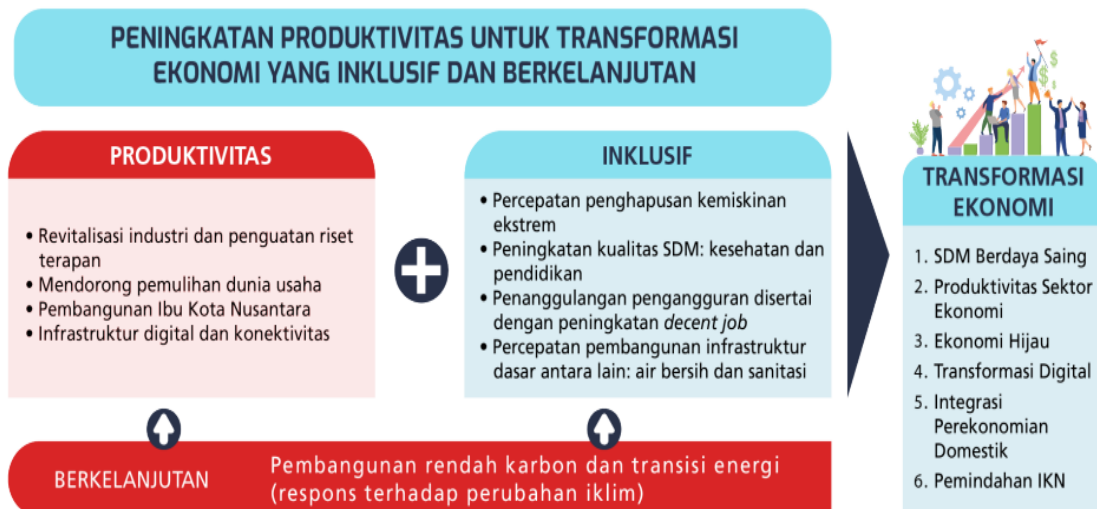 PENINGKATAN PRODUKTIVITAS UNTUK TRANSFORMASI
EKONOMI YANG INKLUSIF DAN BERKELANJUTAN
PRODUKTIVITAS
• Revitalisasi industri dan penguatan riset
terapan
• Mendorong pemulihan dunia usaha
• Pembangunan Ibu Kota Nusantara
• Infrastruktur digital dan konektivitas
INKLUSIF
• Percepatan penghapusan kemiskinan
ekstrem
• Peningkatan kualitas SDM: kesehatan dan
pendidikan
• Penanggulangan pengangguran disertai
dengan peningkatan decent job
• Percepatan pembangunan infrastruktur
dasar antara lain: air bersih dan sanitasi
BERKELANJUTAN
Pembangunan rendah karbon dan transisi energi
(respons terhadap perubahan iklim)
TRANSFORMASI
EKONOMI
1. SDM Berdaya Saing
2. Produktivitas Sektor
Ekonomi
3. Ekonomi Hijau
4. Transformasi Digital
5. Integrasi
Perekonomian
Domestik
6. Pemindahan IKN